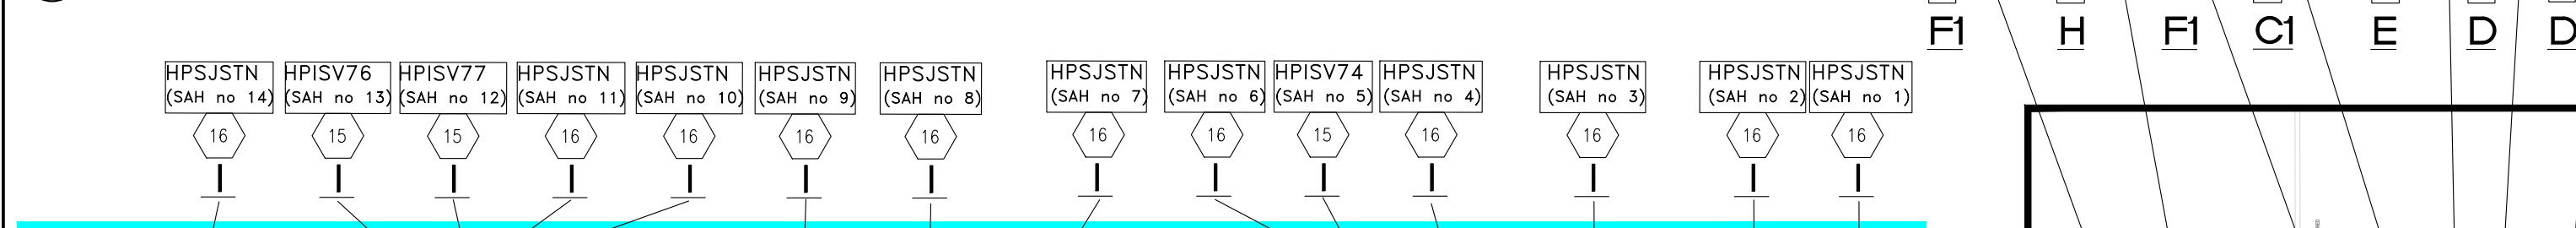 F1 H F1 C1 E D D
HPSJSTN HPISV76 HPISV77 HPSJSTN HPSJSTN HPSJSTN HPSJSTN HPSJSTN HPSJSTN HPISV74 HPSJSTN HPSJSTN HPSJSTN HPSJSTN
(SAH no 14) (SAH no 13) (SAH no 12) (SAH no 11) (SAH no 10) (SAH no 9) (SAH no 8) (SAH no 7) (SAH no 6) (SAH no 5) (SAH no 4) (SAH no 3) (SAH no 2) (SAH no 1)
16 15 15 16 16 16 16 16 16 15 16 16 16 16
I I I I I I I I I I I I I I